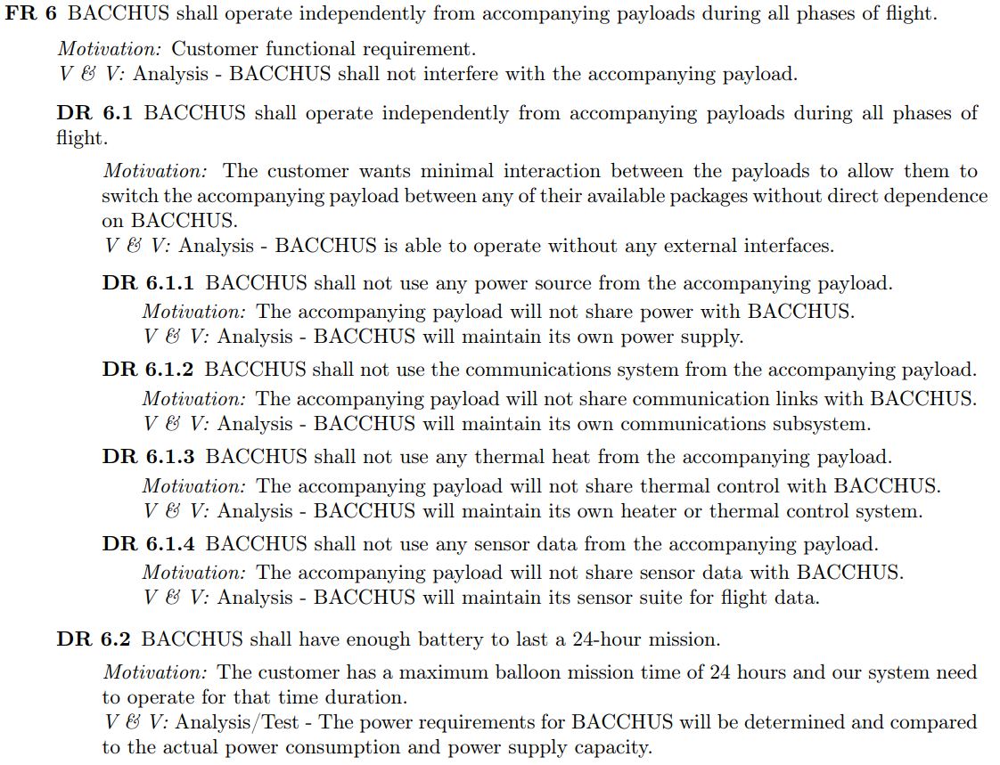 FR 6 BACCHUS shall operate independently from accompanying payloads during all phases of flight.
Motivation: Customer functional requirement.
V & V: Analysis - BACCHUS shall not interfere with the accompanying payload.
DR 6.1 BACCHUS shall operate independently from accompanying payloads during all phases of
flight.
Motivation: The customer wants minimal interaction between the payloads to allow them to
switch the accompanying payload between any of their available packages without direct dependence
on BACCHUS.
V & V: Analysis - BACCHUS is able to operate without any external interfaces.
DR 6.1.1 BACCHUS shall not use any power source from the accompanying payload.
Motivation: The accompanying payload will not share power with BACCHUS.
V & V: Analysis - BACCHUS will maintain its own power supply.
DR 6.1.2 BACCHUS shall not use the communications system from the accompanying payload.
Motivation: The accompanying payload will not share communication links with BACCHUS.
V & V: Analysis - BACCHUS will maintain its own communications subsystem.
DR 6.1.3 BACCHUS shall not use any thermal heat from the accompanying payload.
Motivation: The accompanying payload will not share thermal control with BACCHUS.
V & V: Analysis - BACCHUS will maintain its own heater or thermal control system.
DR 6.1.4 BACCHUS shall not use any sensor data from the accompanying payload.
Motivation: The accompanying payload will not share sensor data with BACCHUS.
V & V: Analysis - BACCHUS will maintain its sensor suite for flight data.
DR 6.2 BACCHUS shall have enough battery to last a 24-hour mission.
Motivation: The customer has a maximum balloon mission time of 24 hours and our system need
to operate for that time duration.
V & V: Analysis/Test - The power requirements for BACCHUS will be determined and compared
to the actual power consumption and power supply capacity.